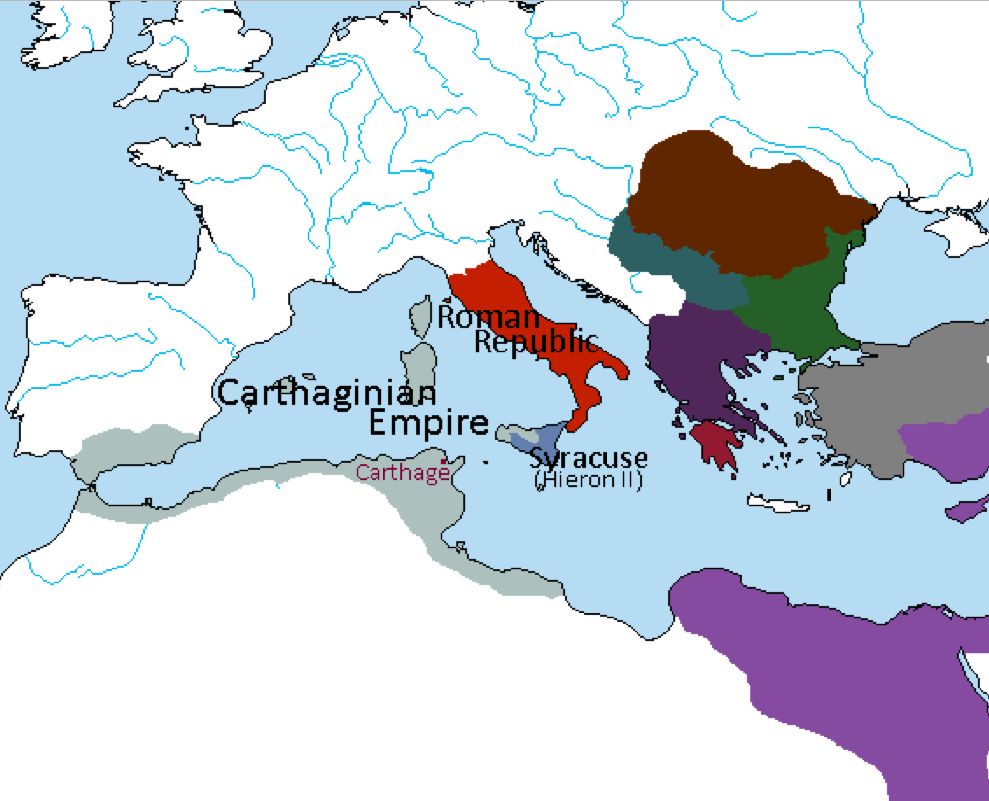 Roman
Republic
Carthaginian
Empire
Syracuse
(Hieron II)
Carthage